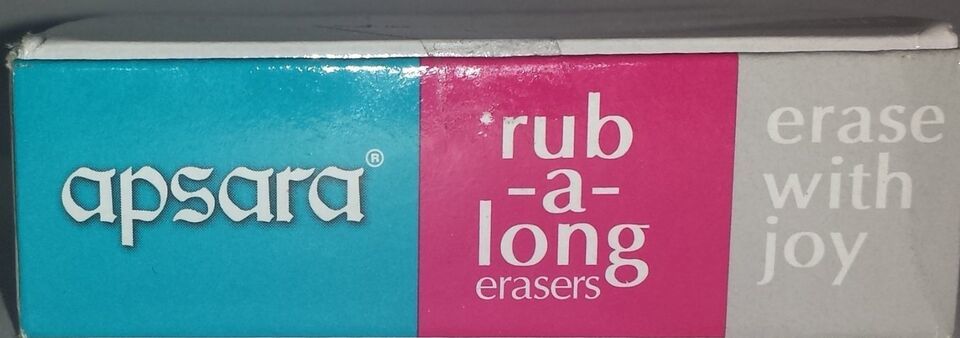 apsara®
rub
-a-
long
erasers
erase
with
joy